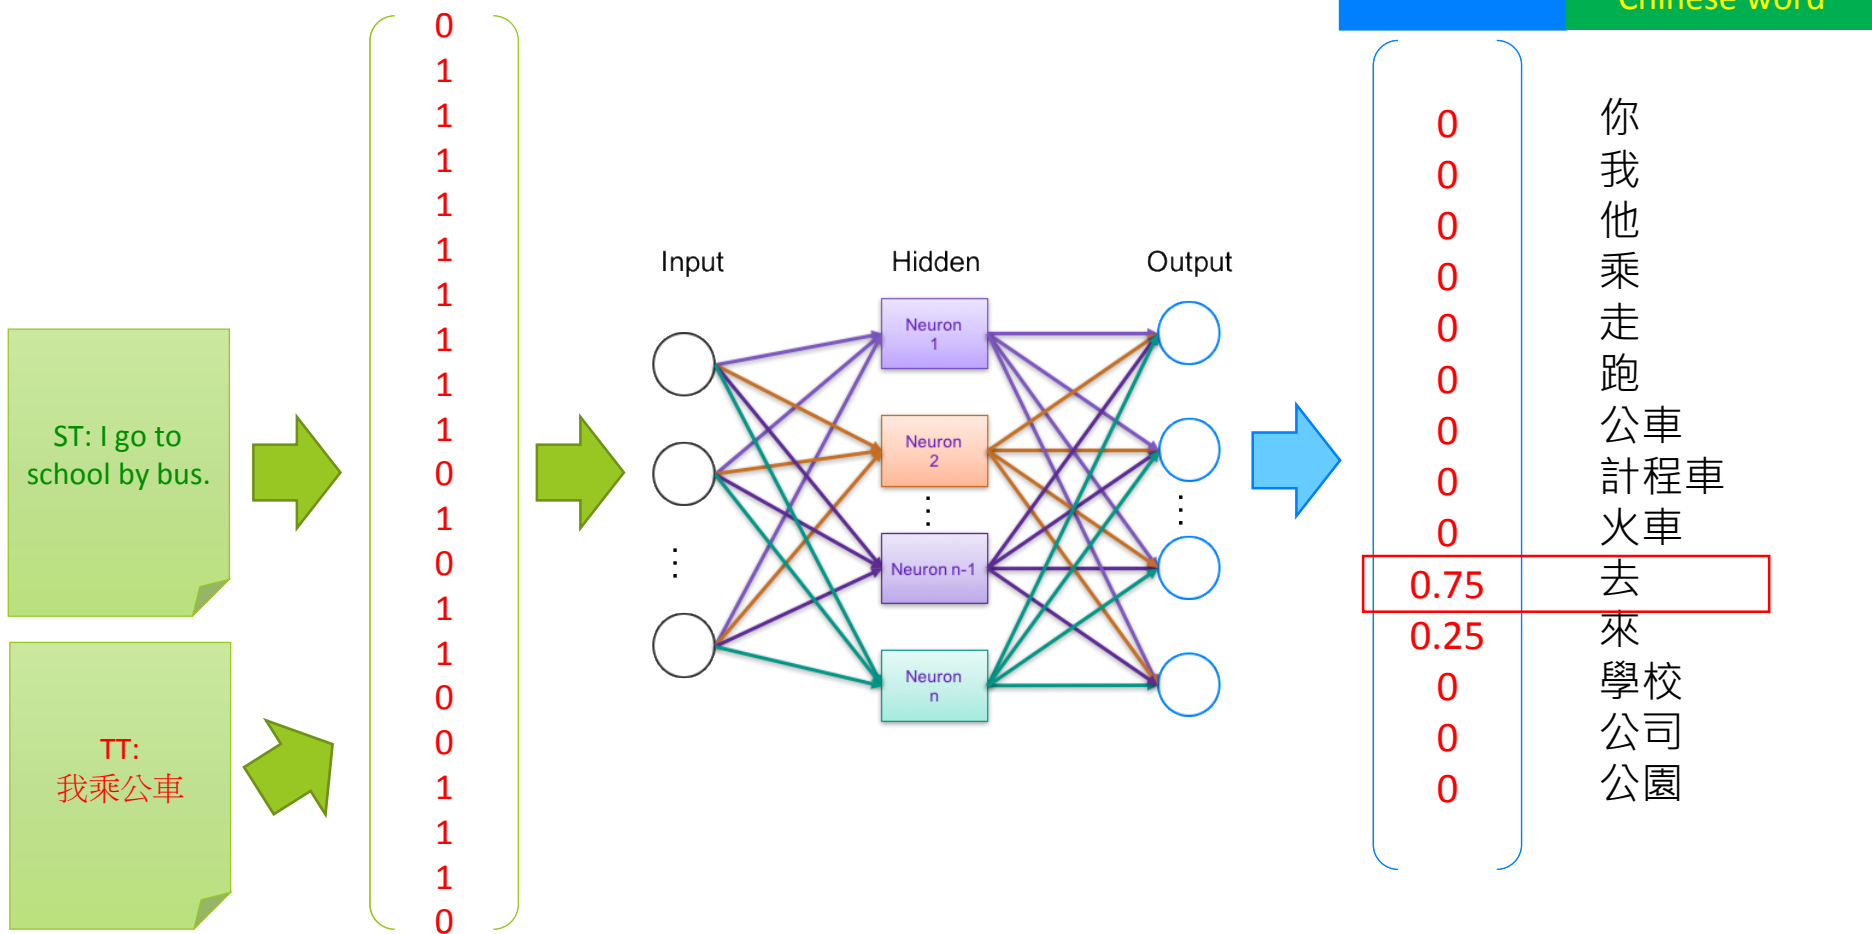 Chinese word
ST: I go to
school by bus.
TT:
我乘公車
0
1
1
1
1
1
1
1
1
1
0
1
0
1
1
0
0
1
1
1
0
Input
Hidden
Output
Neuron
1
Neuron
2
⋮
Neuron n-1
Neuron
n
⋮
⋮
0 你
0 我
0 他
0 乘
0 走
0 跑
0 公車
0 計程車
0 火車
0.75 去
0.25 來
0 學校
0 公司
0 公園